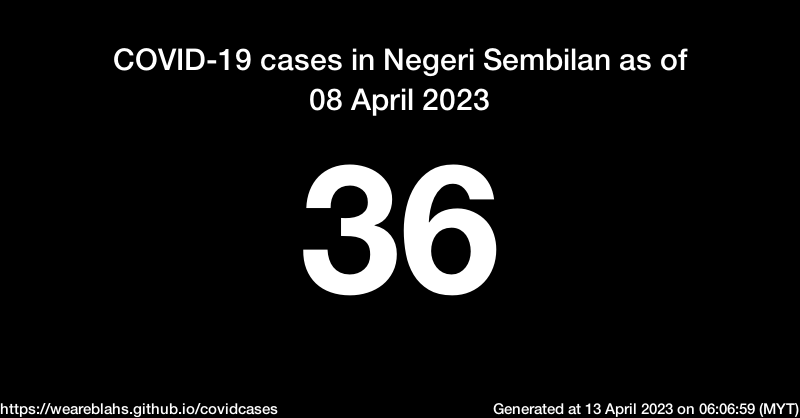 COVID-19 cases in Negeri Sembilan as of
08 April 2023
36
https://weareblahs.github.io/covidcases
Generated at 13 April 2023 on 06:06:59 (MYT)